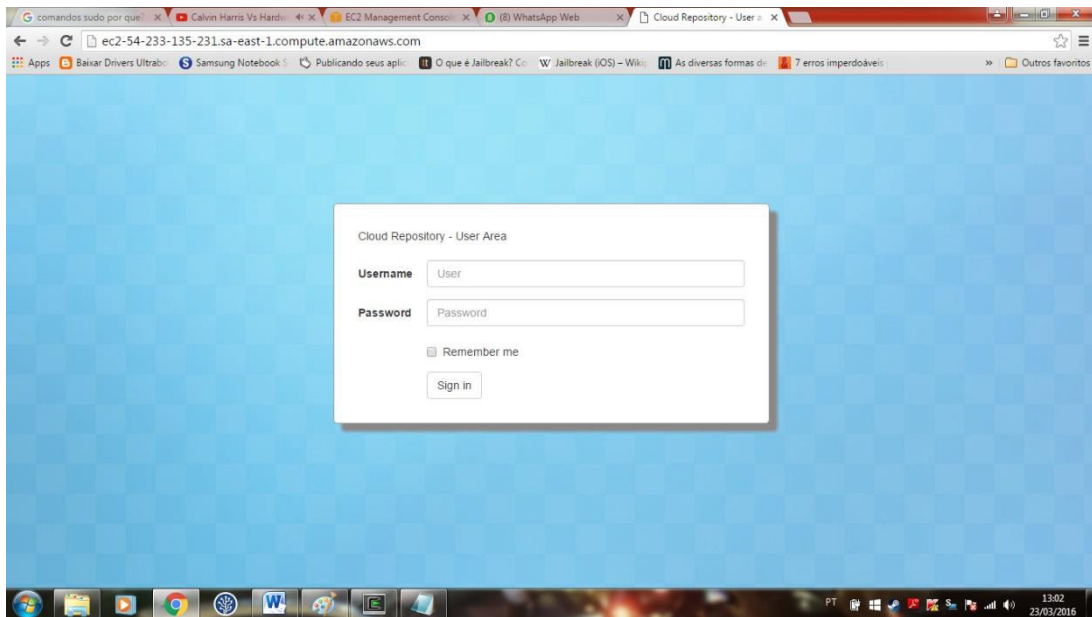 comandos sudo por que?
Calvin Harris Vs Hardw
EC2 Management Consol
(8) WhatsApp Web
Cloud Repository - User a
ec2-54-233-135-231.sa-east-1.compute.amazonaws.com
Apps
Baixar Drivers Ultrabo
Samsung Notebook S
Publicando seus aplic
O que é Jailbreak? Co
Jailbreak (iOS) – Wiki
As diversas formas de
7 erros imperdoáveis
»
Outros favoritos
Cloud Repository - User Area
Username
User
Password
Password
Remember me
Sign in
PT
13:02
23/03/2016